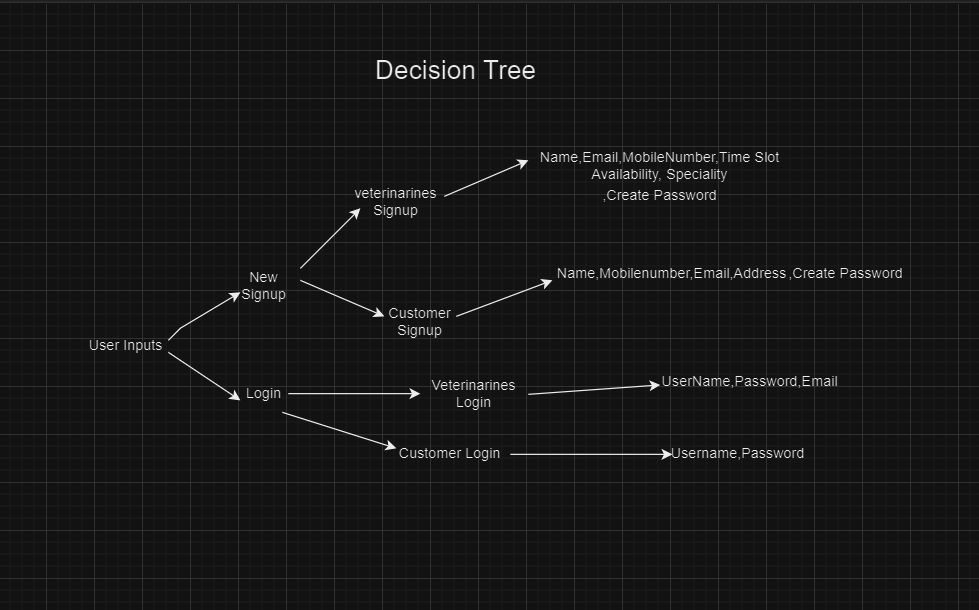 Decision Tree
Name,Email,MobileNumber,Time Slot
Availability, Speciality
,Create Password
veterinarines
Signup
New
Signup
Name,Mobilenumber,Email,Address ,Create Password
Customer
Signup
User Inputs
Login
Veterinarines
Login
UserName,Password,Email
Customer Login
Username,Password